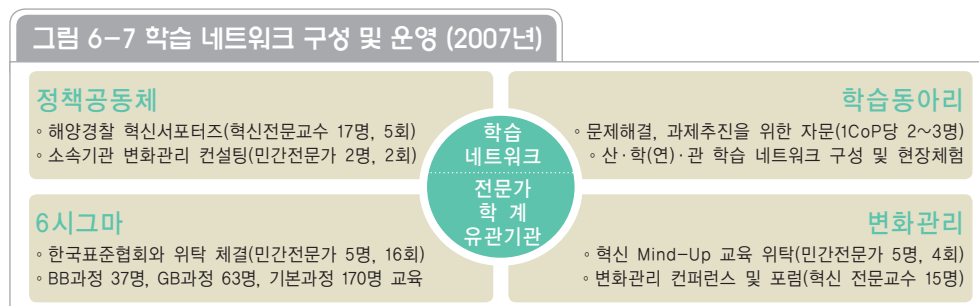 그림 6-7 학습 네트워크 구성 및 운영 (2007년)
정책공동체
◦ 해양경찰 혁신서포터즈(혁신전문교수 17명, 5회)
◦ 소속기관 변화관리 컨설팅(민간전문가 2명, 2회)
학습동아리
◦ 문제해결, 과제추진을 위한 자문(1CoP당 2~3명)
◦ 산·학(연)·관 학습 네트워크 구성 및 현장체험
학습
네트워크
전문가
학 계
유관기관
6시그마
◦ 한국표준협회와 위탁 체결(민간전문가 5명, 16회)
◦ BB과정 37명, GB과정 63명, 기본과정 170명 교육
변화관리
◦ 혁신 Mind-Up 교육 위탁(민간전문가 5명, 4회)
◦ 변화관리 컨퍼런스 및 포럼(혁신 전문교수 15명)